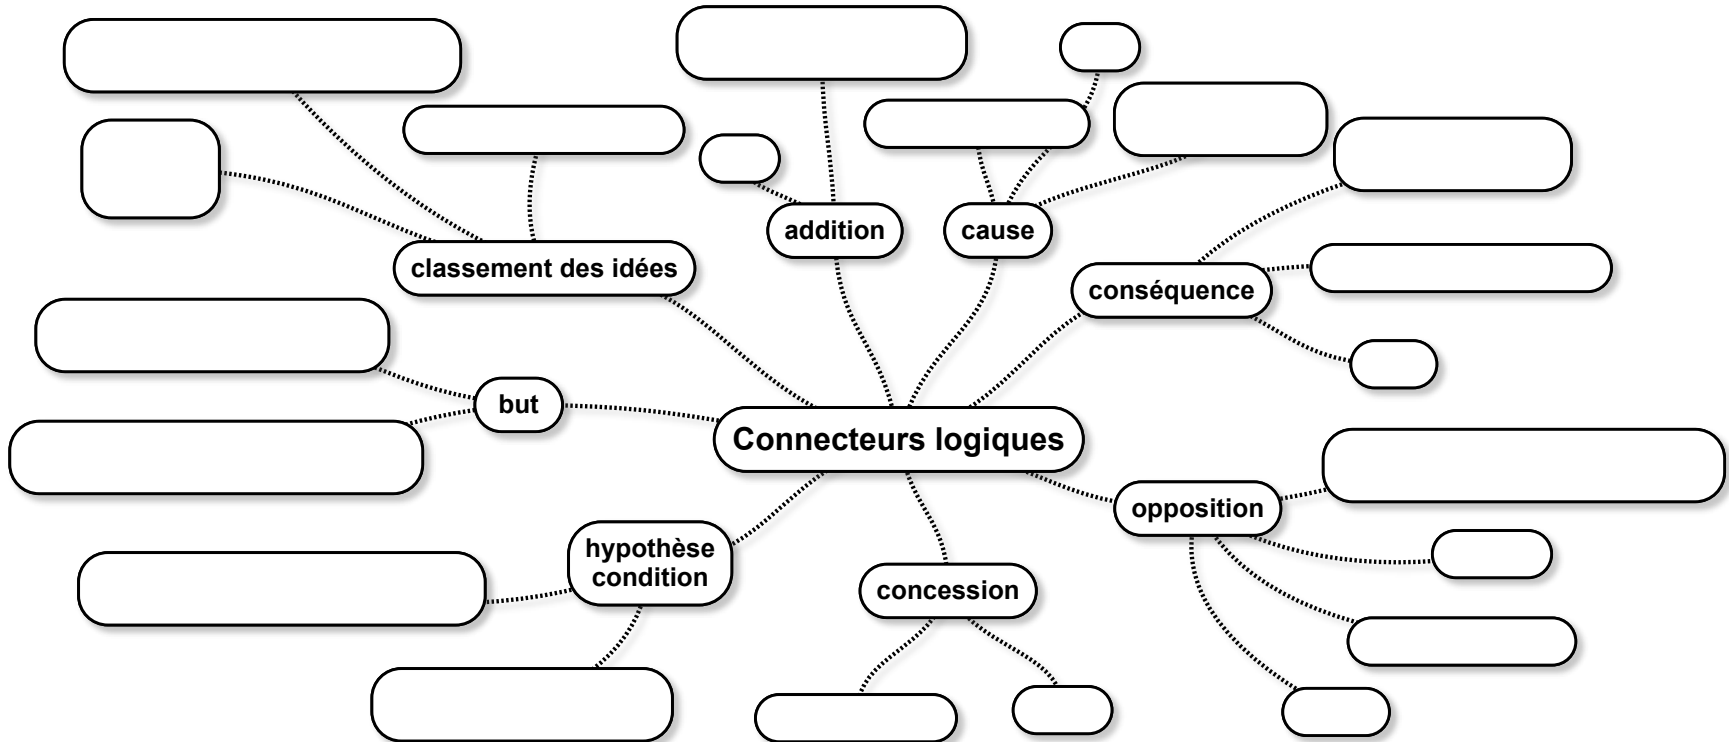 addition
cause
classement des idées
conséquence
but
Connecteurs logiques
opposition
hypothèse
condition
concession